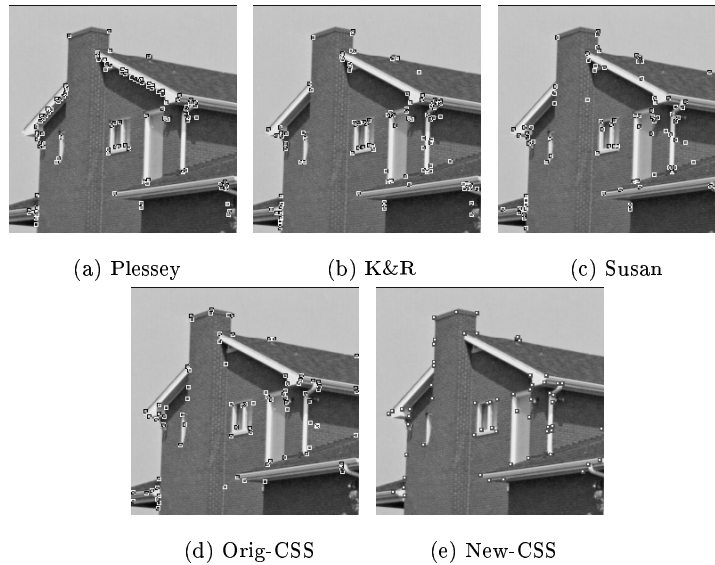 (a) Plessey
(b) K&R
(c) Susan
(d) Orig-CSS
(e) New-CSS